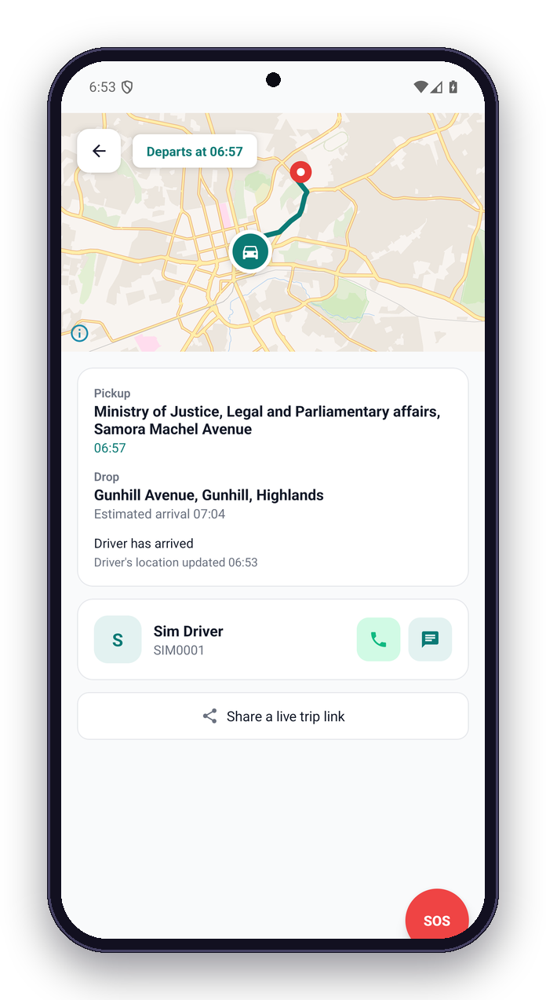 6:53
Departs at 06:57
Pickup
Ministry of Justice, Legal and Parliamentary affairs,
Samora Machel Avenue
06:57
Drop
Gunhill Avenue, Gunhill, Highlands
Estimated arrival 07:04
Driver has arrived
Driver's location updated 06:53
S
Sim Driver
SIM0001
Share a live trip link
SOS